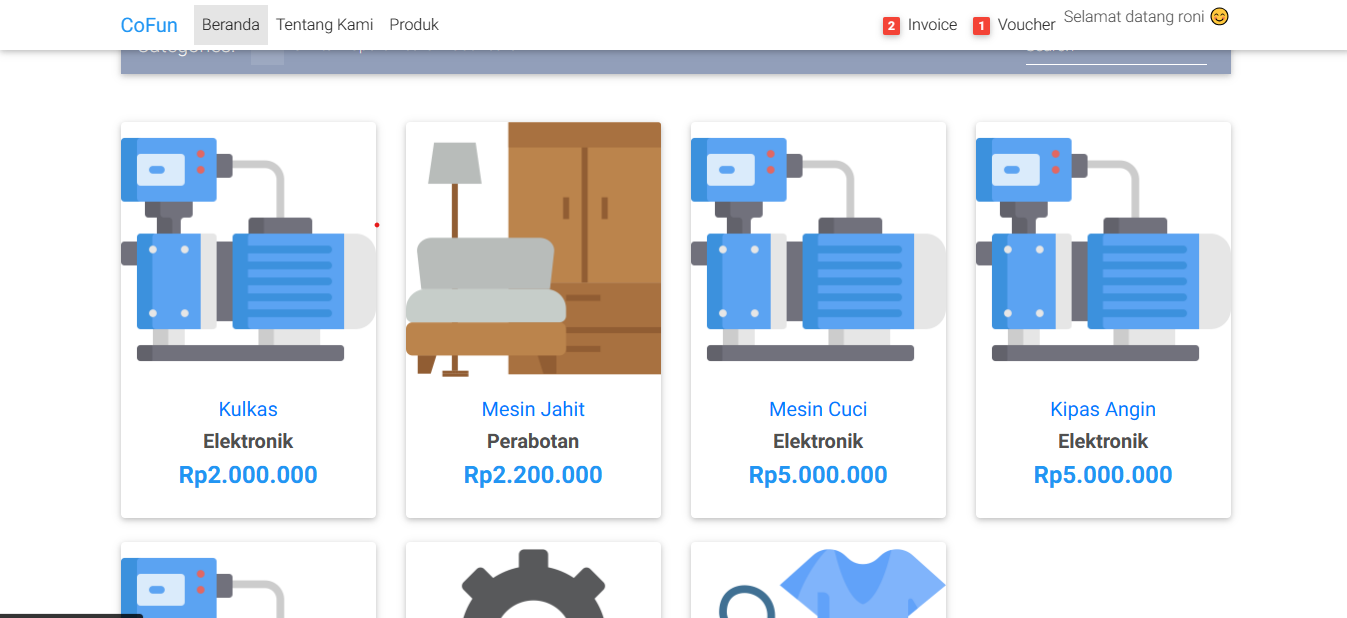 CoFun Beranda Tentang Kami Produk 2 Invoice 1 Voucher Selamat datang roni 😊
Kulkas
Elektronik
Rp2.000.000
Mesin Jahit
Perabotan
Rp2.200.000
Mesin Cuci
Elektronik
Rp5.000.000
Kipas Angin
Elektronik
Rp5.000.000